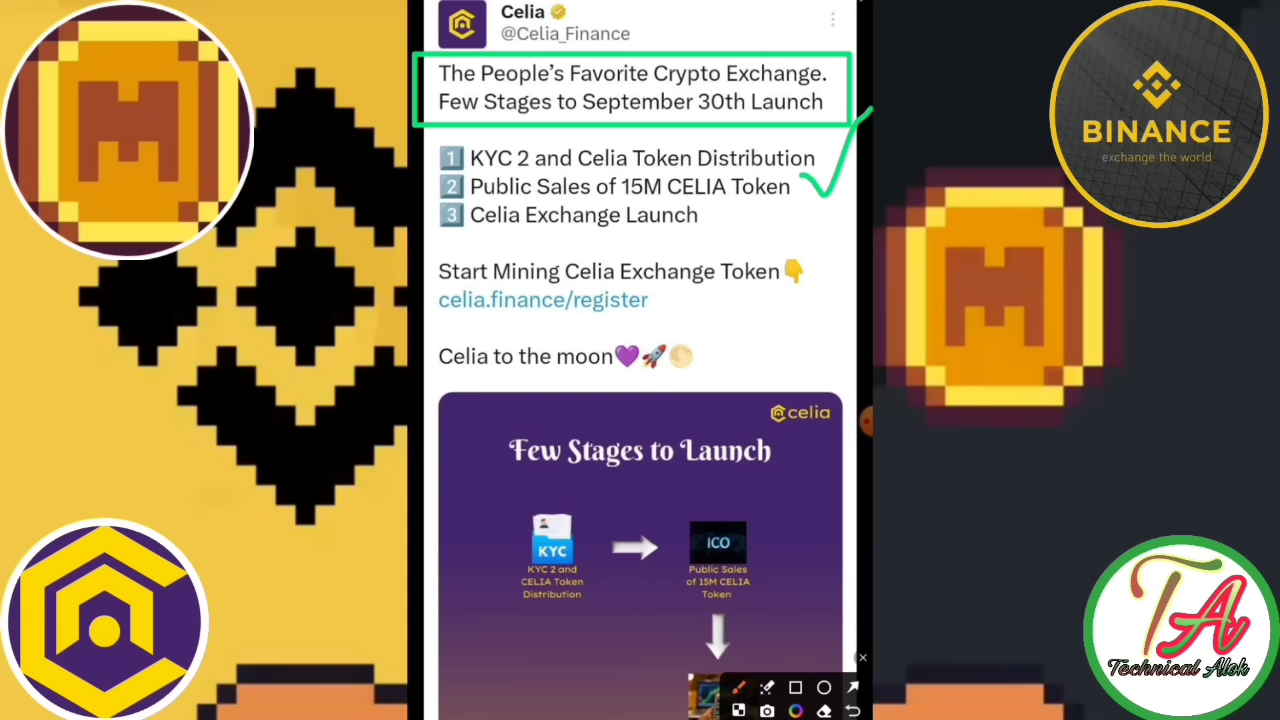 Celia
@Celia_Finance
The People's Favorite Crypto Exchange.
Few Stages to September 30th Launch
1 KYC 2 and Celia Token Distribution
2 Public Sales of 15M CELIA Token
3 Celia Exchange Launch
Start Mining Celia Exchange Token👇
celia.finance/register
Celia to the moon💜🚀🌕
celia
Few Stages to Launch
KYC
KYC 2 and
CELIA Token
Distribution
ICO
Public Sales
of 15M CELIA
Token
M
BINANCE
exchange the world
M
TA
Technical Alok